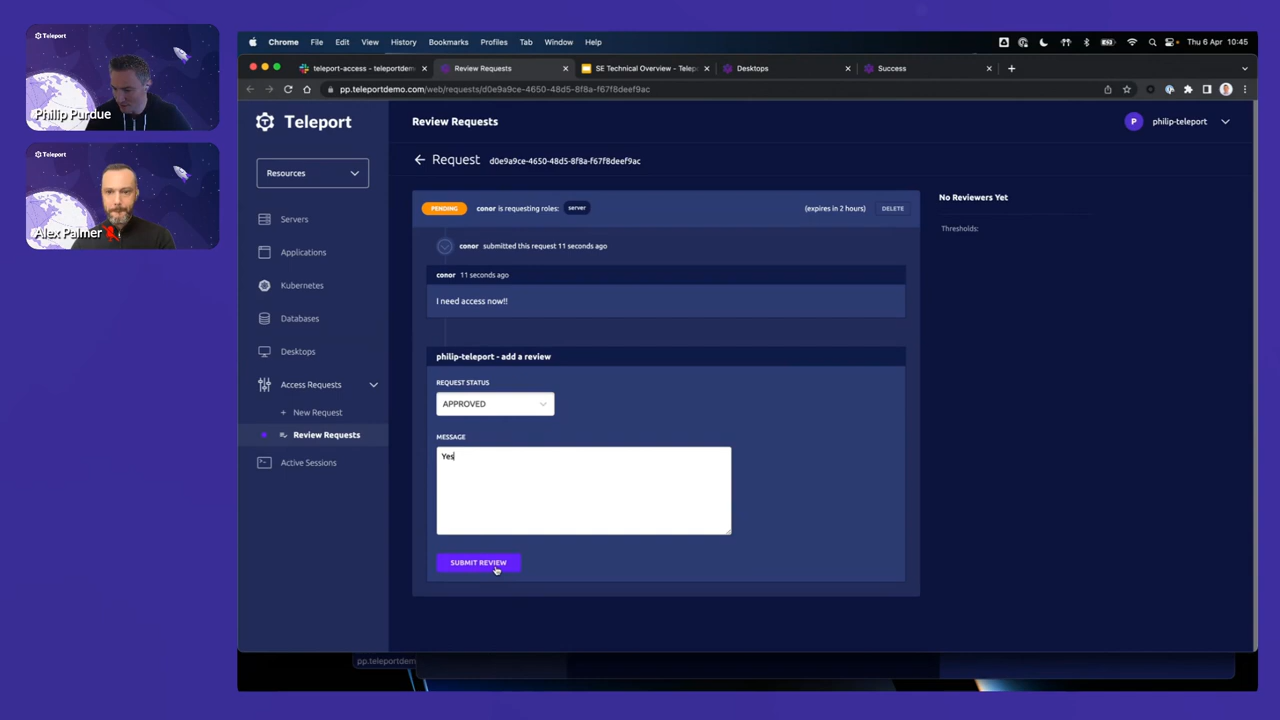 Teleport
Philip Purdue
Teleport
Alex Palmer
Chrome File Edit View History Bookmarks Profiles Tab Window Help
Thu 6 Apr 10:45
teleport-access - teleportdem
Review Requests
SE Technical Overview - Telep
Desktops
Success
pp.teleportdemo.com/web/requests/d0e9a9ce-4650-48d5-8f8a-f67f8deef9ac
Teleport
Resources
Servers
Applications
Kubernetes
Databases
Desktops
Access Requests
+ New Request
Review Requests
Active Sessions
Review Requests
P philip-teleport
Request d0e9a9ce-4650-48d5-8f8a-f67f8deef9ac
PENDING conor is requesting roles: server (expires in 2 hours) DELETE
conor submitted this request 11 seconds ago
conor 11 seconds ago
I need access now!!
philip-teleport - add a review
REQUEST STATUS
APPROVED
MESSAGE
Yes
SUBMIT REVIEW
No Reviewers Yet
Thresholds:
pp.teleportdem